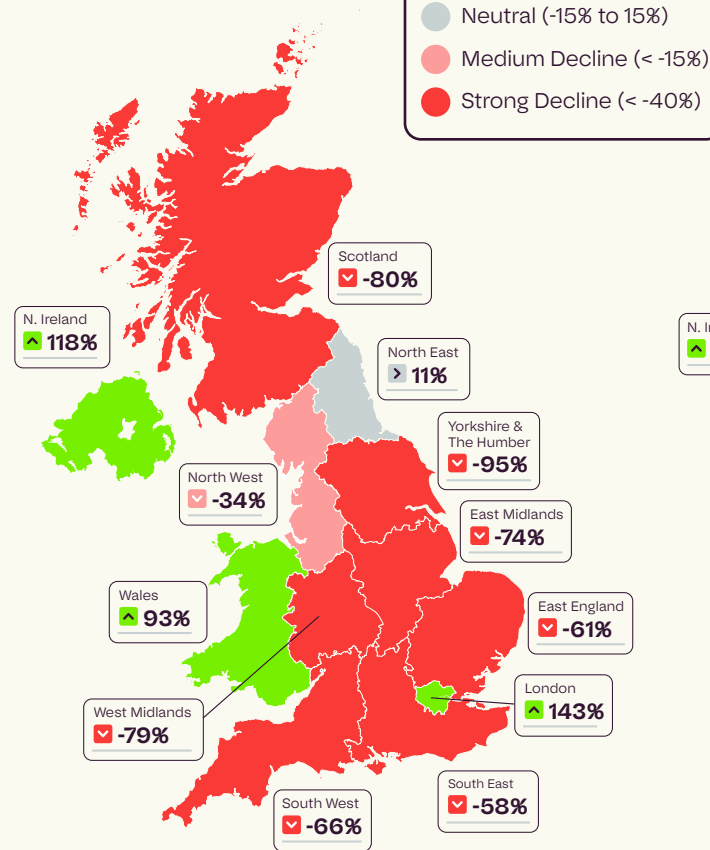 Neutral (-15% to 15%)
Medium Decline (< -15%)
Strong Decline (< -40%)
Scotland
-80%
N. Ireland
118%
North East
11%
Yorkshire &
The Humber
-95%
North West
-34%
East Midlands
-74%
Wales
93%
East England
-61%
London
143%
West Midlands
-79%
South East
-58%
South West
-66%